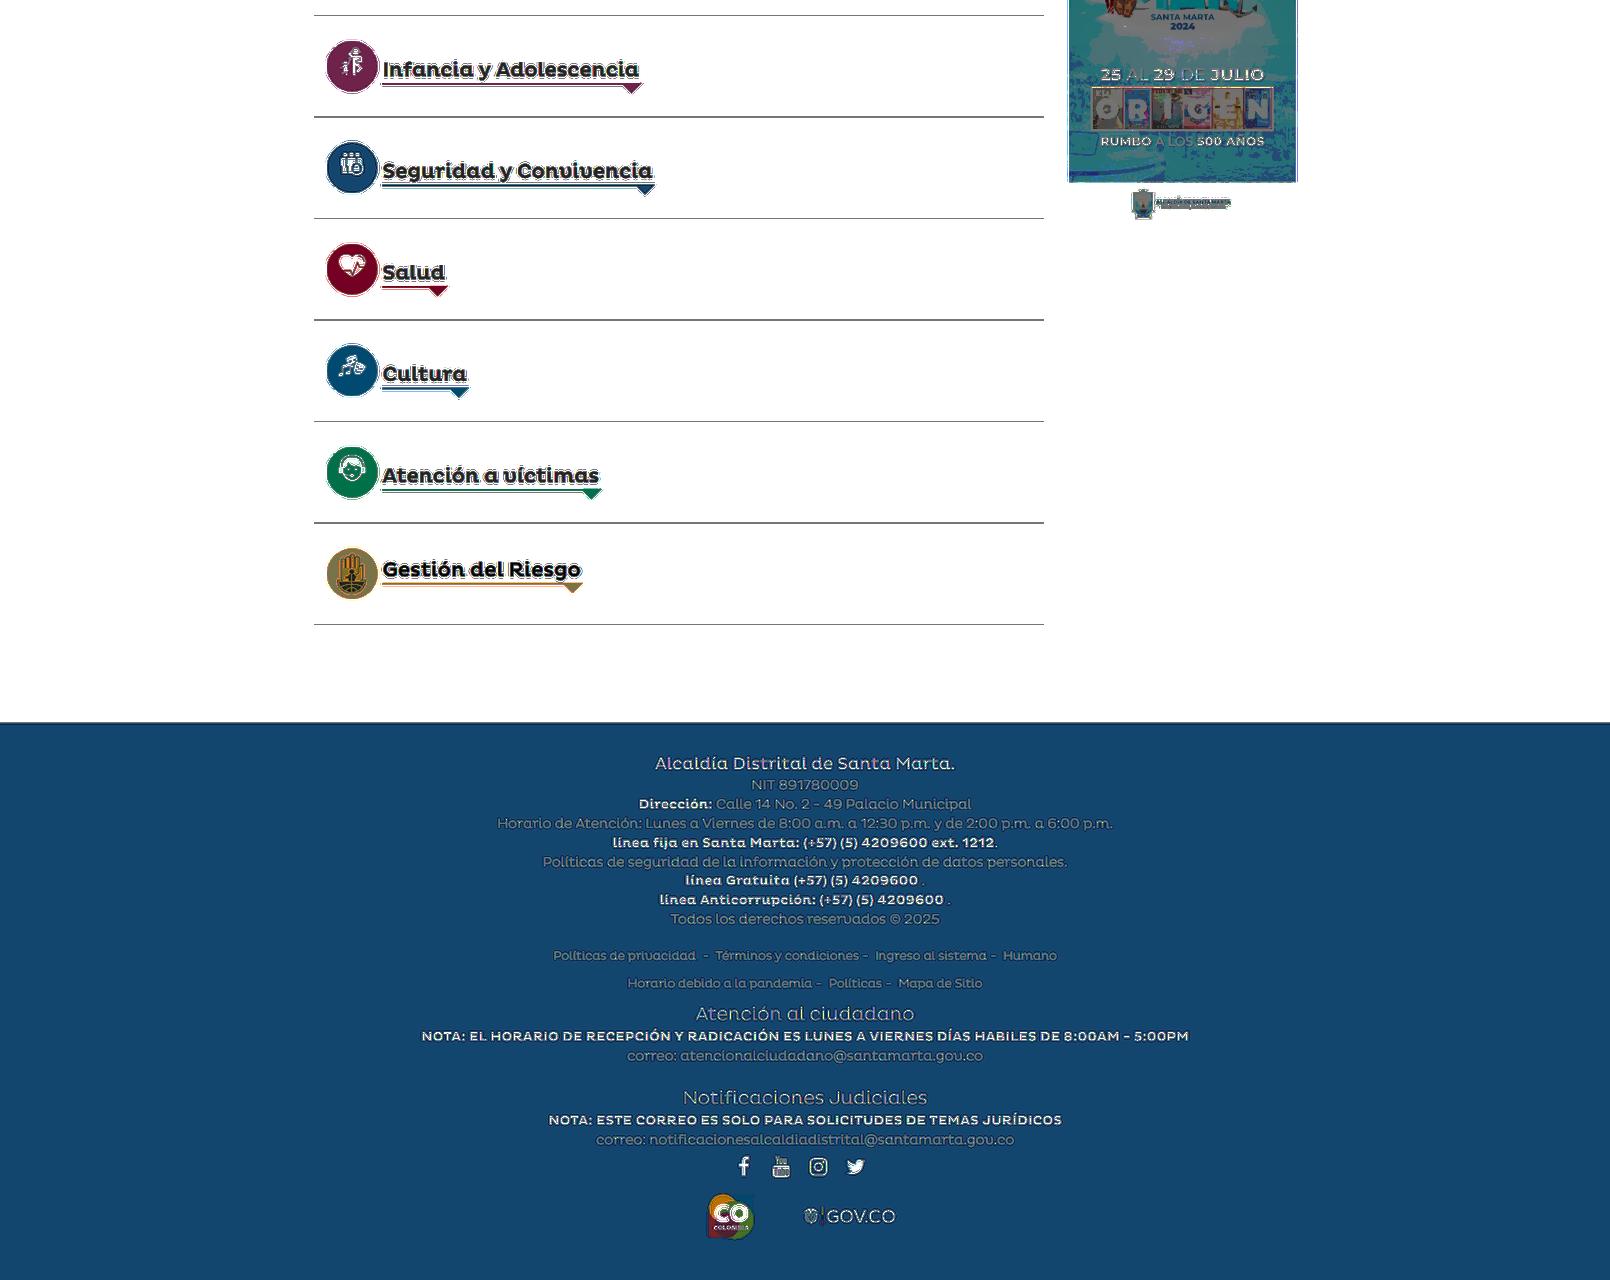 SANTA MARTA
2024
25 AL 29 DE JULIO
ORIGEN
RUMBO A LOS 500 AÑOS
ALCALDÍA DE SANTA MARTA
Infancia y Adolescencia
Seguridad y Convivencia
Salud
Cultura
Atención a víctimas
Gestión del Riesgo
Alcaldía Distrital de Santa Marta.
NIT 891780009
Dirección: Calle 14 No. 2 - 49 Palacio Municipal
Horario de Atención: Lunes a Viernes de 8:00 a.m. a 12:30 p.m. y de 2:00 p.m. a 6:00 p.m.
línea fija en Santa Marta: (+57) (5) 4209600 ext. 1212.
Políticas de seguridad de la información y protección de datos personales.
línea Gratuita (+57) (5) 4209600 .
línea Anticorrupción: (+57) (5) 4209600 .
Todos los derechos reservados © 2025
Políticas de privacidad - Términos y condiciones - Ingreso al sistema - Humano
Horario debido a la pandemia - Políticas - Mapa de Sitio
Atención al ciudadano
NOTA: EL HORARIO DE RECEPCIÓN Y RADICACIÓN ES LUNES A VIERNES DÍAS HABILES DE 8:00AM - 5:00PM
correo: atencionalciudadano@santamarta.gov.co
Notificaciones Judiciales
NOTA: ESTE CORREO ES SOLO PARA SOLICITUDES DE TEMAS JURÍDICOS
correo: notificacionesalcaldiadistrital@santamarta.gov.co
You Tube
CO
COLOMBIA
GOV.CO